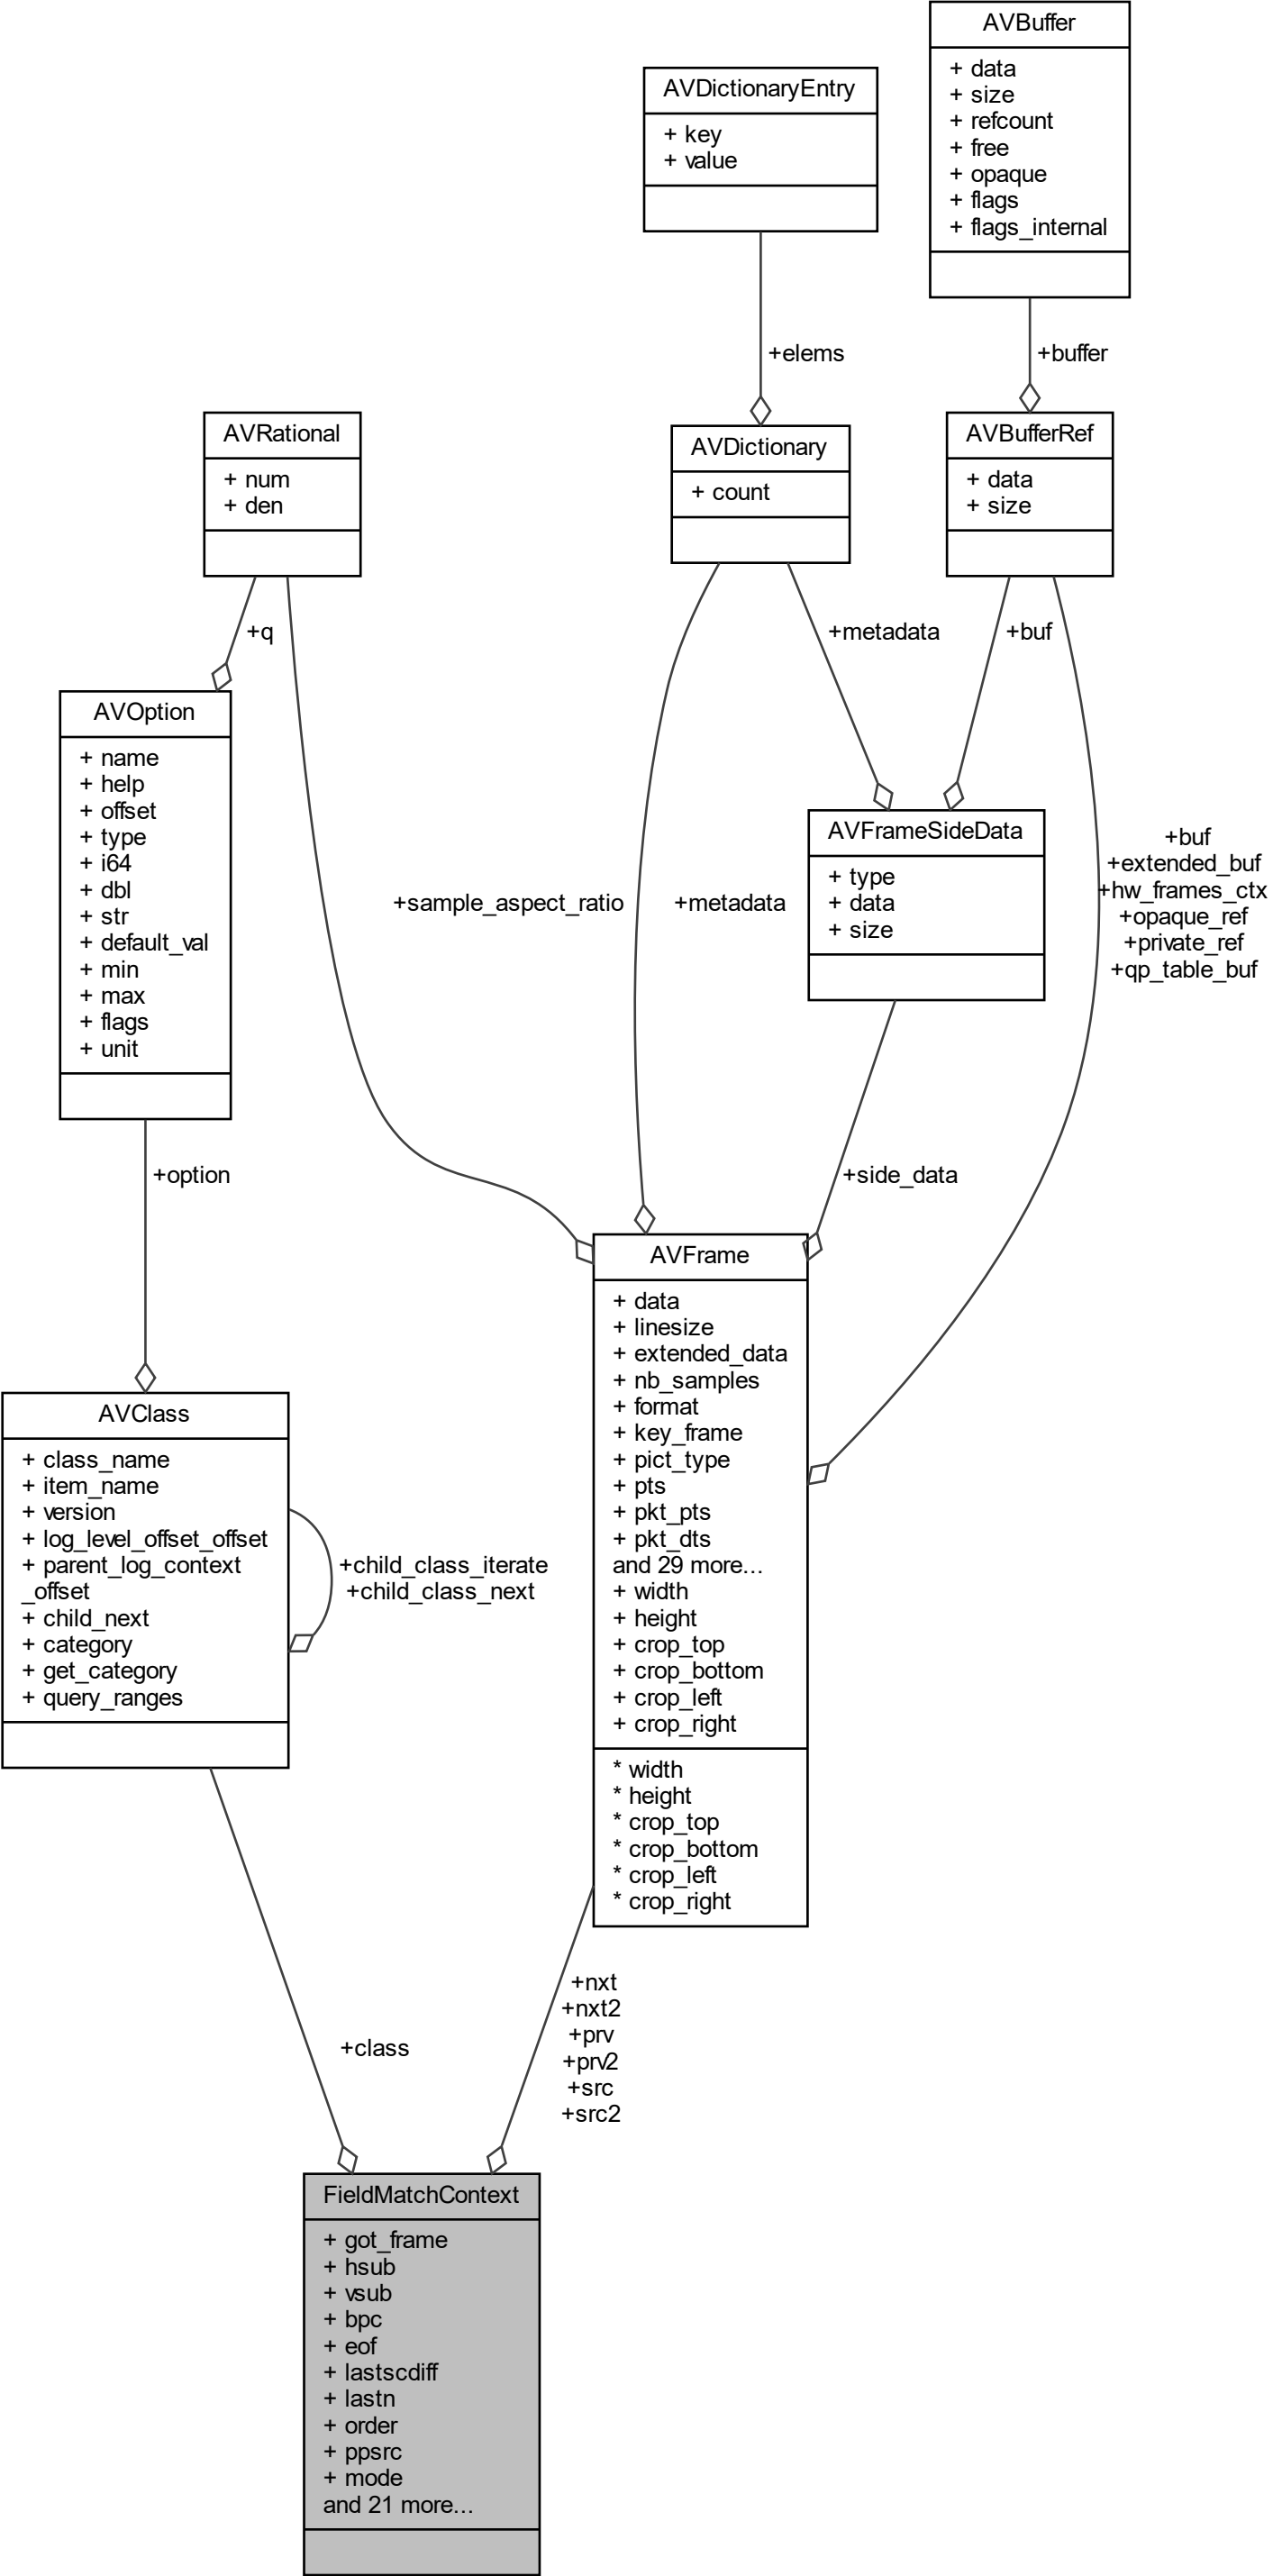 AVBuffer
+ data
+ size
+ refcount
+ free
+ opaque
+ flags
+ flags_internal
AVDictionaryEntry
+ key
+ value
+elems
+buffer
AVRational
+ num
+ den
AVDictionary
+ count
AVBufferRef
+ data
+ size
+q
+metadata
+buf
AVOption
+ name
+ help
+ offset
+ type
+ i64
+ dbl
+ str
+ default_val
+ min
+ max
+ flags
+ unit
AVFrameSideData
+ type
+ data
+ size
+buf
+extended_buf
+hw_frames_ctx
+opaque_ref
+private_ref
+qp_table_buf
+sample_aspect_ratio
+metadata
+option
+side_data
AVFrame
+ data
+ linesize
+ extended_data
+ nb_samples
+ format
+ key_frame
+ pict_type
+ pts
+ pkt_pts
+ pkt_dts
and 29 more...
+ width
+ height
+ crop_top
+ crop_bottom
+ crop_left
+ crop_right
* width
* height
* crop_top
* crop_bottom
* crop_left
* crop_right
AVClass
+ class_name
+ item_name
+ version
+ log_level_offset_offset
+ parent_log_context
_offset
+ child_next
+ category
+ get_category
+ query_ranges
+child_class_iterate
+child_class_next
+class
+nxt
+nxt2
+prv
+prv2
+src
+src2
FieldMatchContext
+ got_frame
+ hsub
+ vsub
+ bpc
+ eof
+ lastscdiff
+ lastn
+ order
+ ppsrc
+ mode
and 21 more...